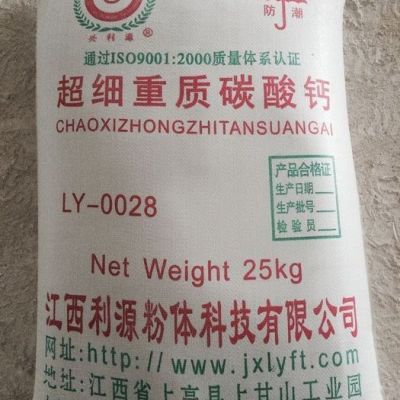 防 潮
利源®
通过ISO9001:2000质量体系认证
超细重质碳酸钙
CHAOXIZHONGZHITANSUANGAI
产品合格证
生产日期
生产批号
检验员
LY-0028
Net Weight 25kg
江西利源粉体科技有限公司
网址:http://www.jxlyft.com
地址:江西省上高县上甘山工业园